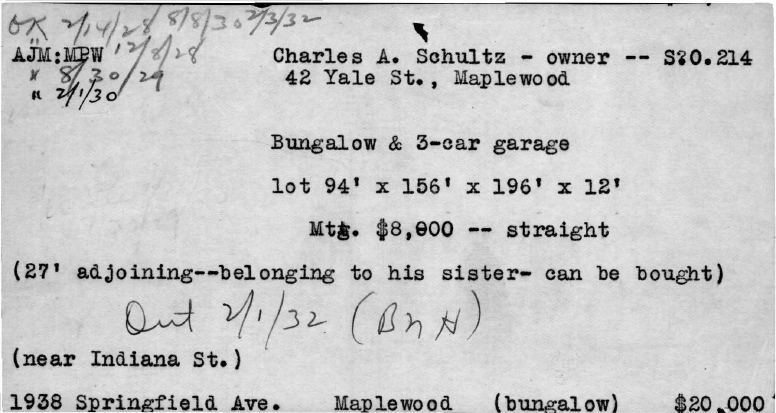 OK 2/14/28 8/8/30 2/3/32
AJM:MPW 12/8/28
" 8/30/29
" 2/1/30
Charles A. Schultz - owner -- S20.214
42 Yale St., Maplewood
Bungalow & 3-car garage
lot 94' x 156' x 196' x 12'
Mtg. $8,000 -- straight
(27' adjoining--belonging to his sister- can be bought)
Out 2/1/32 (B n H)
(near Indiana St.)
1938 Springfield Ave. Maplewood (bungalow) $20,000